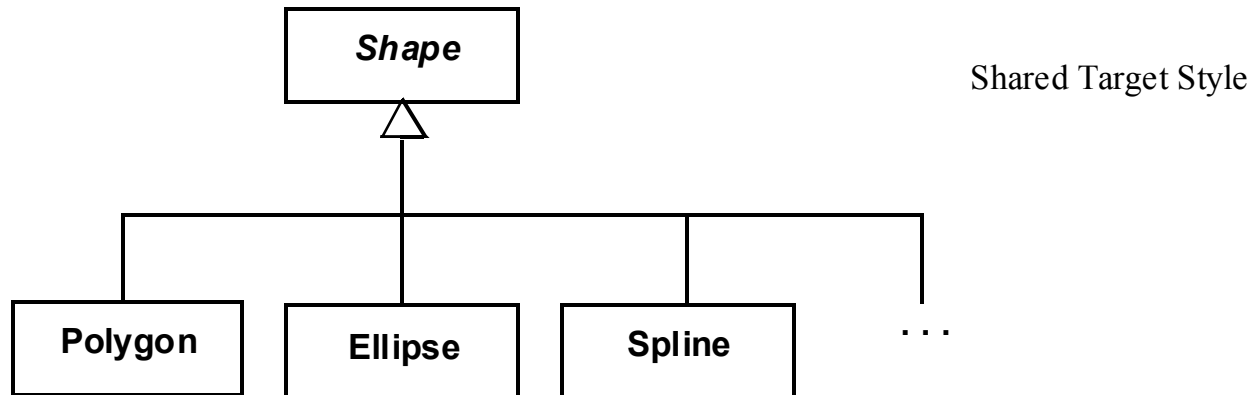 Shape
Shared Target Style
Polygon
Ellipse
Spline
. . .